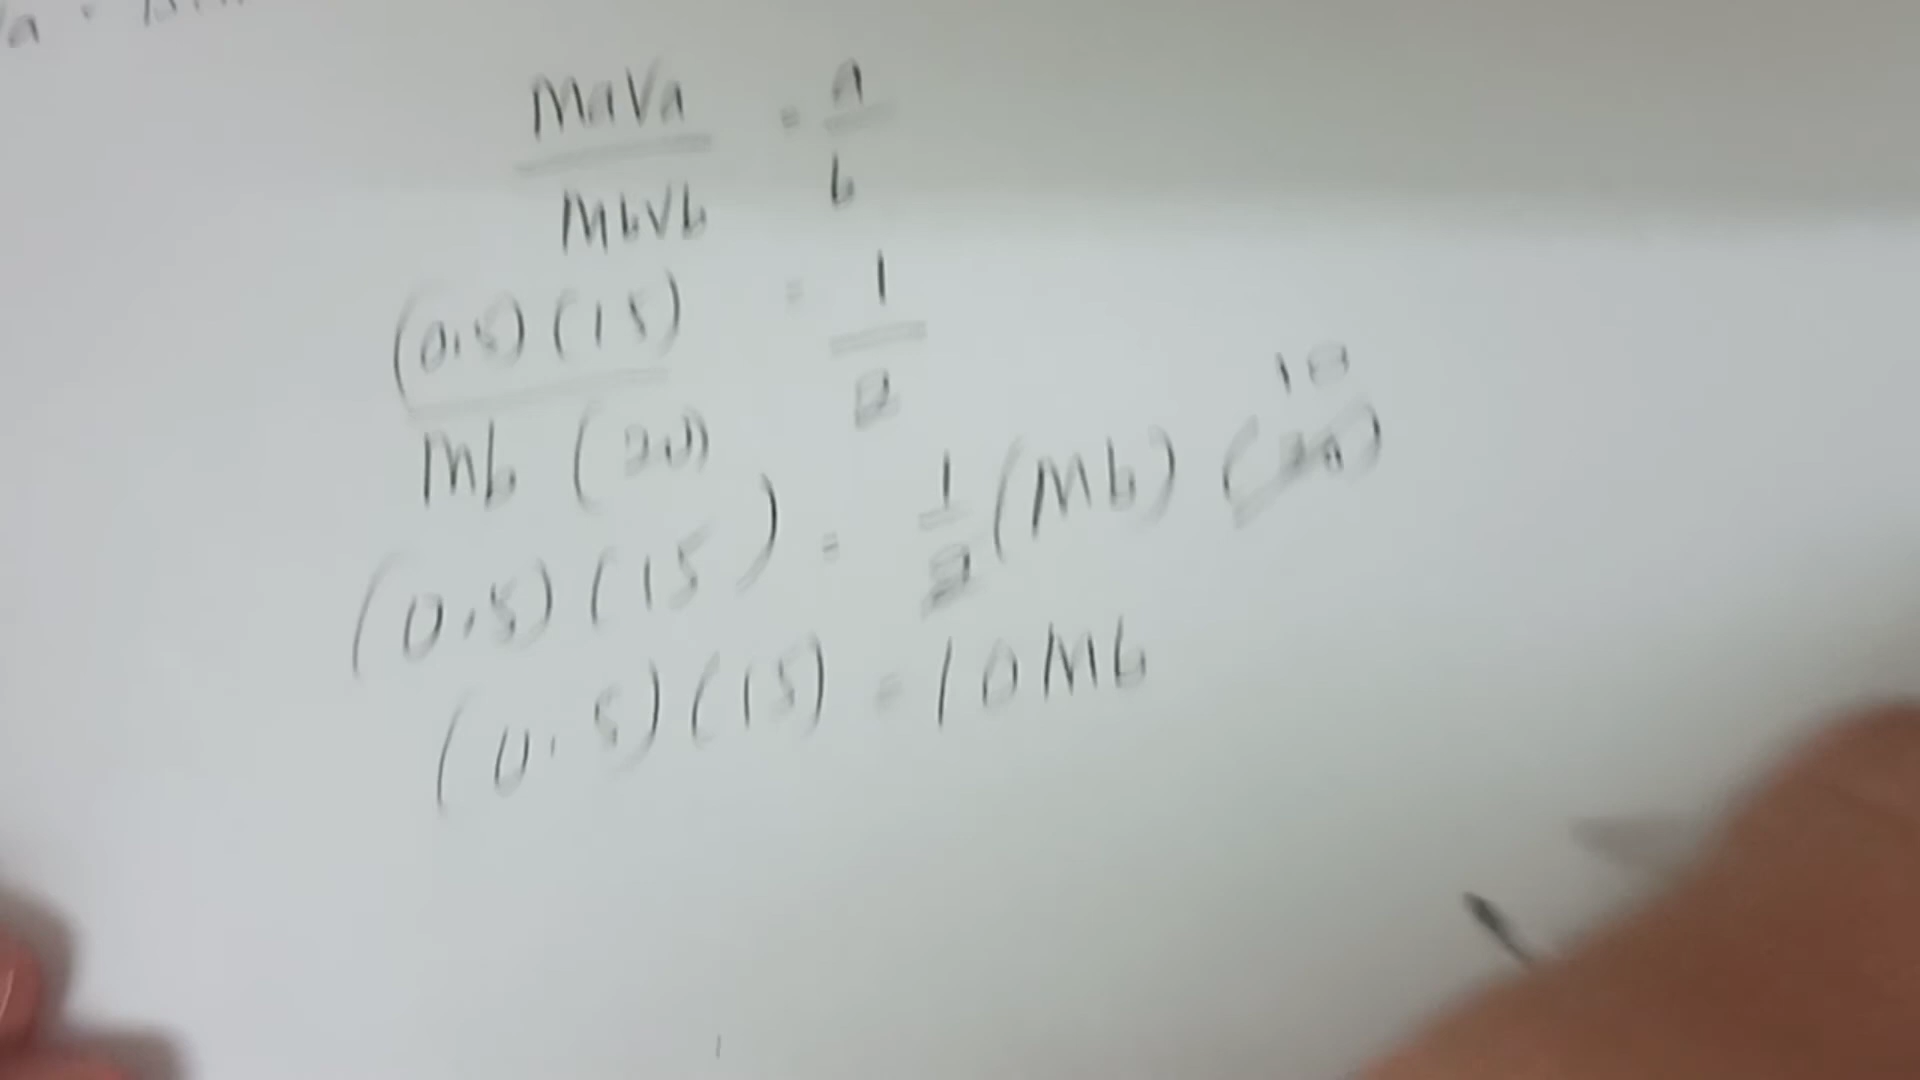 MaVa/MbVb = a/b
(0.5)(15)/Mb (20) = 1/2
(0.5)(15) = 1/2 (Mb) (20) 10
(0.5)(15) = 10Mb